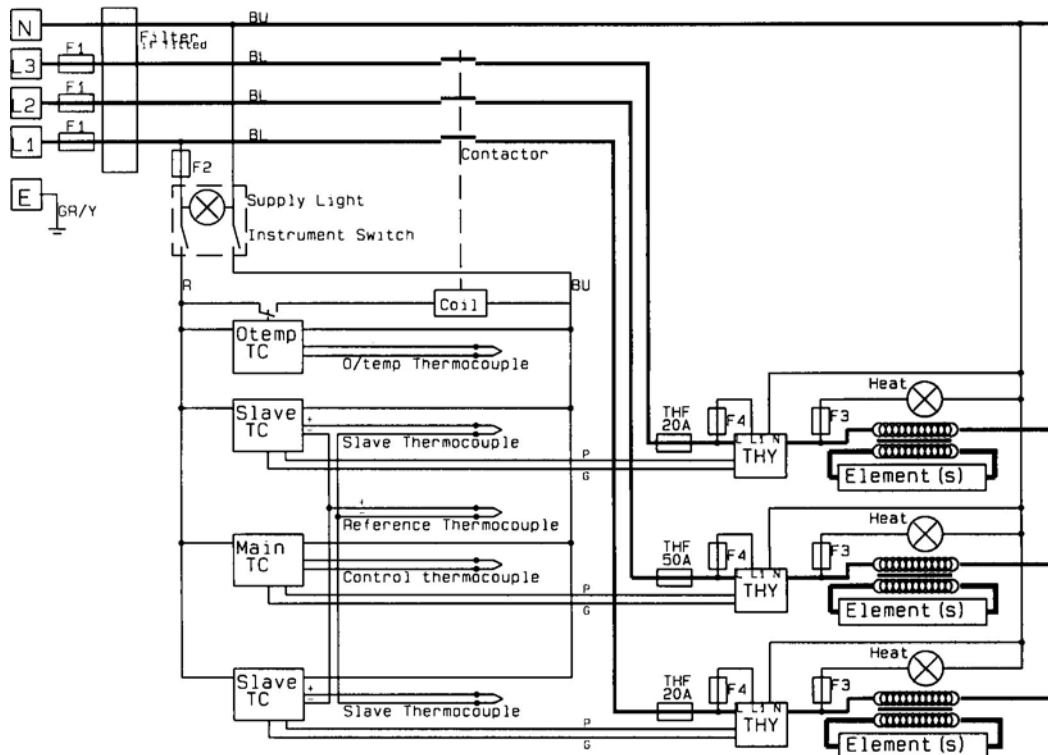 N
BU
Filter
if fitted
L3
F1
BL
L2
F1
BL
L1
F1
BL
Contactor
F2
E
GR/Y
Supply Light
Instrument Switch
R
BU
Coil
Otemp
TC
O/temp Thermocouple
Slave
TC
+
-
Slave Thermocouple
P
G
THF
20A
F4
L L1 N
THY
F3
Heat
Element(s)
+
-
Reference Thermocouple
Main
TC
Control thermocouple
P
G
THF
50A
F4
L L1 N
THY
F3
Heat
Element(s)
Slave
TC
+
-
Slave Thermocouple
P
G
THF
20A
F4
L L1 N
THY
F3
Heat
Element(s)